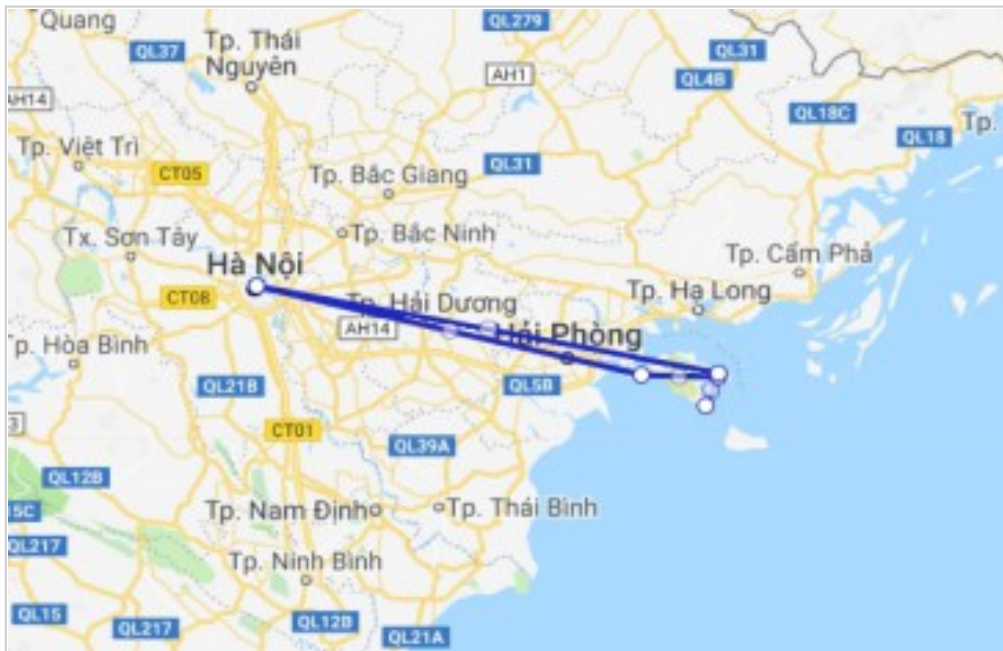 Quang
QL279
QL37
Tp. Thái
Nguyên
QL31
AH1
QL4B
AH14
QL18C
Tp.
QL18
Tp. Việt Trì
CT05
QL31
Tp. Bắc Giang
Tx. Sơn Tây
Tp. Bắc Ninh
Hà Nội
Tp. Cẩm Phả
CT08
Tp. Hải Dương
Tp. Hạ Long
AH14
Hải Phòng
Tp. Hòa Bình
QL21B
QL5B
3
CT01
QL39A
QL12B
15C
Tp. Nam Định
Tp. Thái Bình
QL217
Tp. Ninh Bình
QL15
QL217
QL12B
QL21A